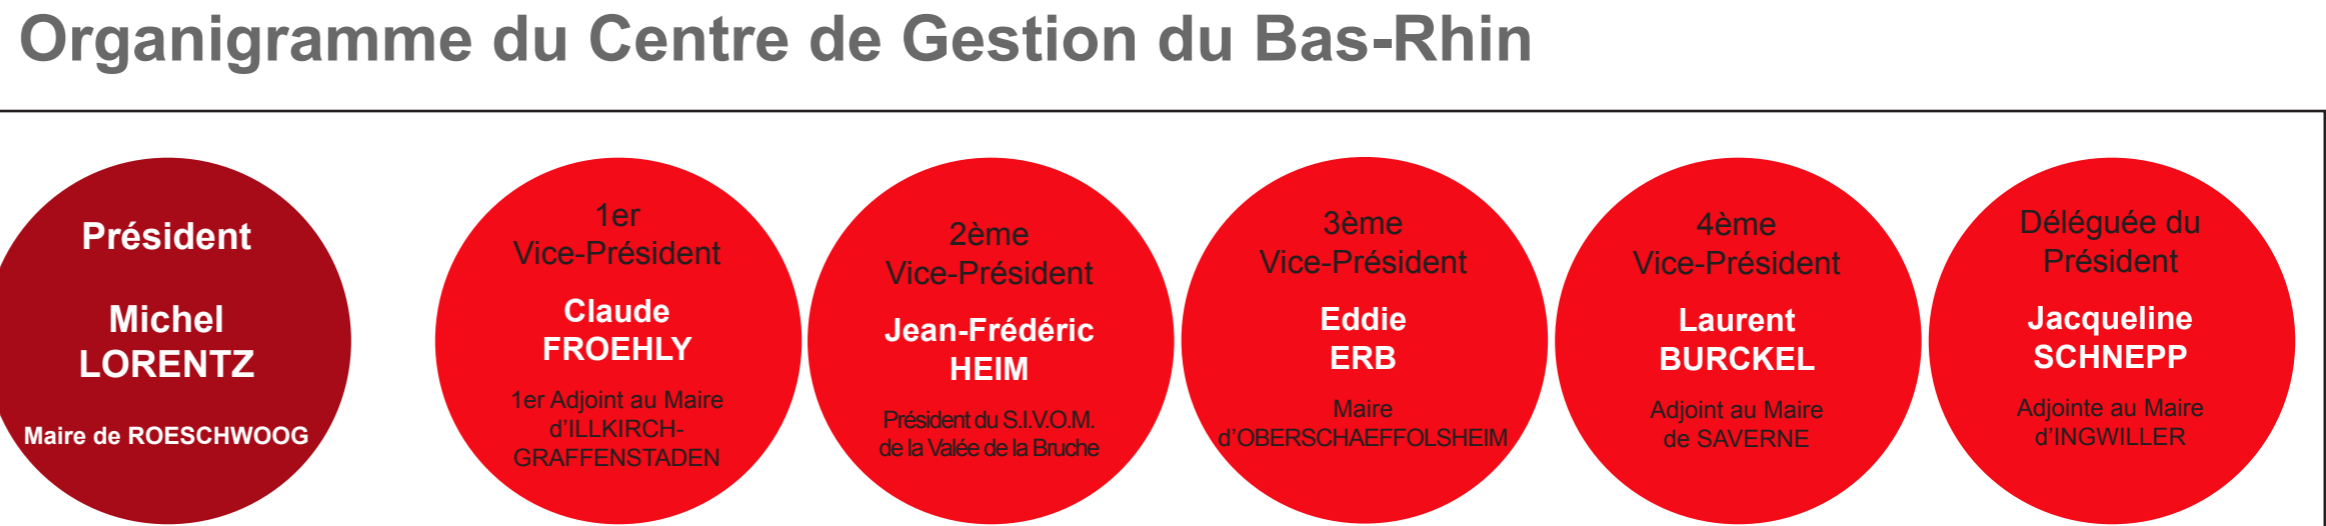 Organigramme du Centre de Gestion du Bas-Rhin
Président
Michel
LORENTZ
Maire de ROESCHWOOG
1er
Vice-Président
Claude
FROEHLY
1er Adjoint au Maire
d'ILLKIRCH-
GRAFFENSTADEN
2ème
Vice-Président
Jean-Frédéric
HEIM
Président du S.I.V.O.M.
de la Valée de la Bruche
3ème
Vice-Président
Eddie
ERB
Maire
d'OBERSCHAEFFOLSHEIM
4ème
Vice-Président
Laurent
BURCKEL
Adjoint au Maire
de SAVERNE
Déléguée du
Président
Jacqueline
SCHNEPP
Adjointe au Maire
d'INGWILLER